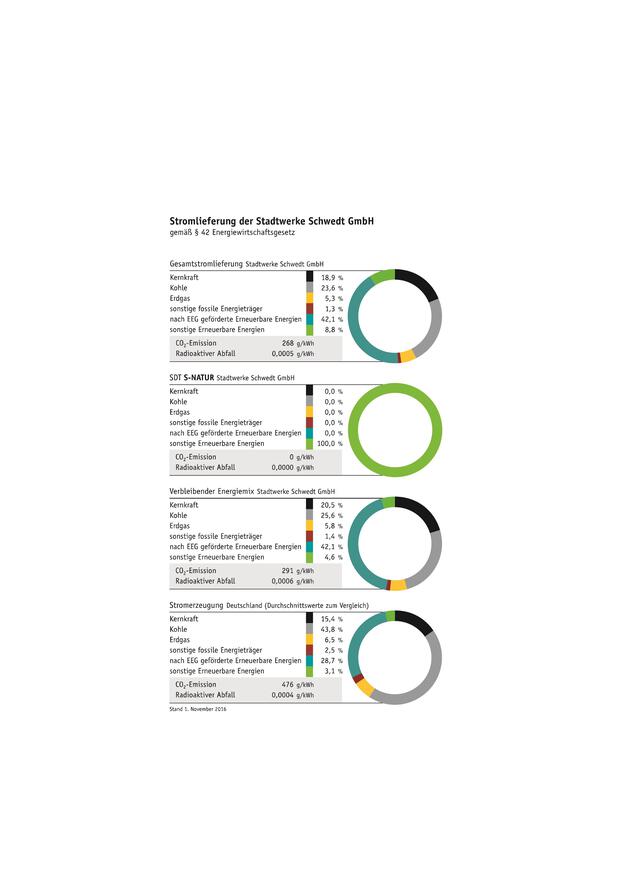 Stromlieferung der Stadtwerke Schwedt GmbH
gemäß § 42 Energiewirtschaftsgesetz
Gesamtstromlieferung Stadtwerke Schwedt GmbH
Kernkraft 18,9 %
Kohle 23,6 %
Erdgas 5,3 %
sonstige fossile Energieträger 1,3 %
nach EEG geförderte Erneuerbare Energien 42,1 %
sonstige Erneuerbare Energien 8,8 %
CO₂-Emission 268 g/kWh
Radioaktiver Abfall 0,0005 g/kWh
SDT S-NATUR Stadtwerke Schwedt GmbH
Kernkraft 0,0 %
Kohle 0,0 %
Erdgas 0,0 %
sonstige fossile Energieträger 0,0 %
nach EEG geförderte Erneuerbare Energien 0,0 %
sonstige Erneuerbare Energien 100,0 %
CO₂-Emission 0 g/kWh
Radioaktiver Abfall 0,0000 g/kWh
Verbleibender Energiemix Stadtwerke Schwedt GmbH
Kernkraft 20,5 %
Kohle 25,6 %
Erdgas 5,8 %
sonstige fossile Energieträger 1,4 %
nach EEG geförderte Erneuerbare Energien 42,1 %
sonstige Erneuerbare Energien 4,6 %
CO₂-Emission 291 g/kWh
Radioaktiver Abfall 0,0006 g/kWh
Stromerzeugung Deutschland (Durchschnittswerte zum Vergleich)
Kernkraft 15,4 %
Kohle 43,8 %
Erdgas 6,5 %
sonstige fossile Energieträger 2,5 %
nach EEG geförderte Erneuerbare Energien 28,7 %
sonstige Erneuerbare Energien 3,1 %
CO₂-Emission 476 g/kWh
Radioaktiver Abfall 0,0004 g/kWh
Stand 1. November 2016